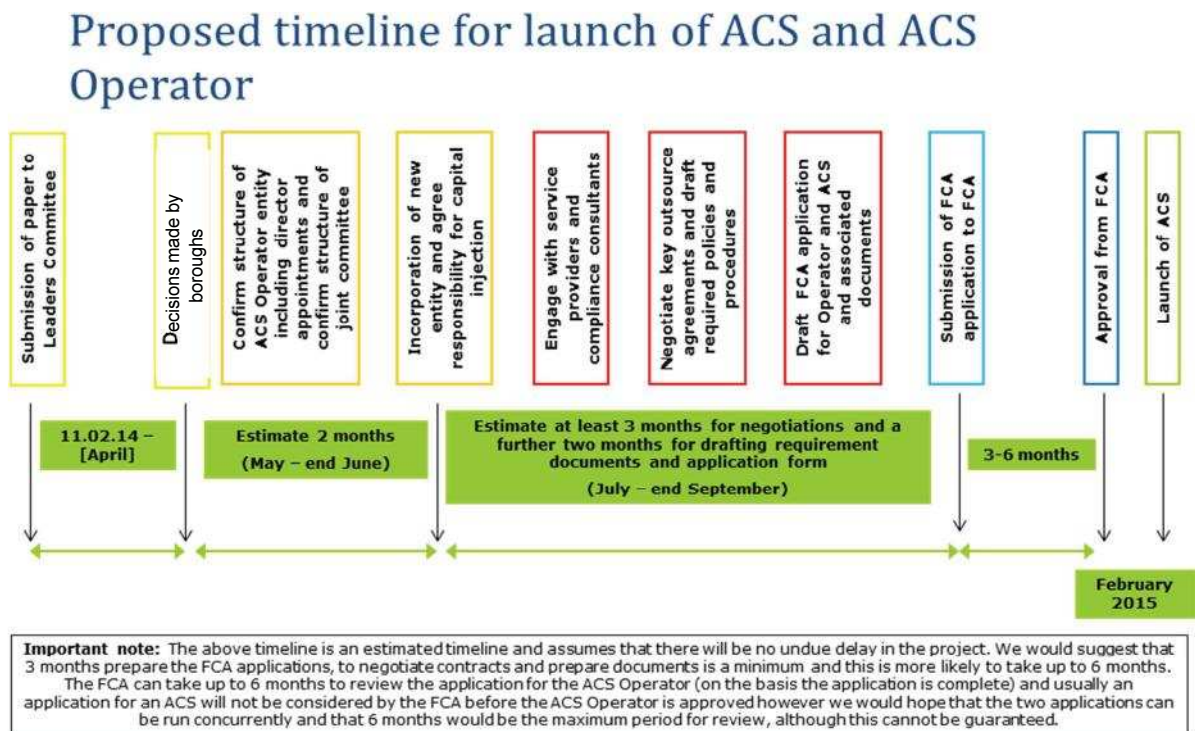 Proposed timeline for launch of ACS and ACS
Operator
Submission of paper to
Leaders Committee
Decisions made by
boroughs
Confirm structure of
ACS Operator entity
including director
appointments and
confirm structure of
joint committee
Incorporation of new
entity and agree
responsibility for capital
injection
Engage with service
providers and
compliance consultants
Negotiate key outsource
agreements and draft
required policies and
procedures
Draft FCA application
for Operator and ACS
and associated
documents
Submission of FCA
application to FCA
Approval from FCA
Launch of ACS
11.02.14 –
[April]
Estimate 2 months
(May – end June)
Estimate at least 3 months for negotiations and a
further two months for drafting requirement
documents and application form
(July – end September)
3-6 months
February
2015
Important note: The above timeline is an estimated timeline and assumes that there will be no undue delay in the project. We would suggest that
3 months prepare the FCA applications, to negotiate contracts and prepare documents is a minimum and this is more likely to take up to 6 months.
The FCA can take up to 6 months to review the application for the ACS Operator (on the basis the application is complete) and usually an
application for an ACS will not be considered by the FCA before the ACS Operator is approved however we would hope that the two applications can
be run concurrently and that 6 months would be the maximum period for review, although this cannot be guaranteed.